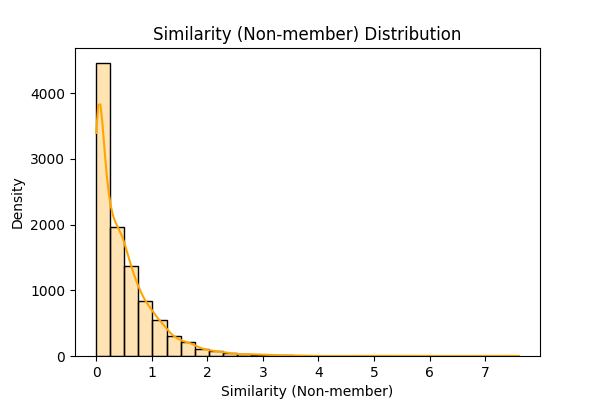 Similarity (Non-member) Distribution
Density
4000
3000
2000
1000
0
0 1 2 3 4 5 6 7
Similarity (Non-member)